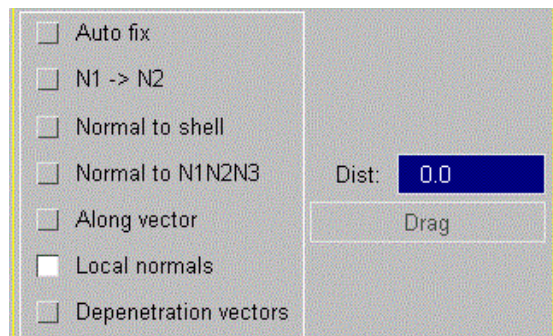 Auto fix
N1 -> N2
Normal to shell
Normal to N1N2N3
Dist: 0.0
Along vector
Drag
Local normals
Depenetration vectors